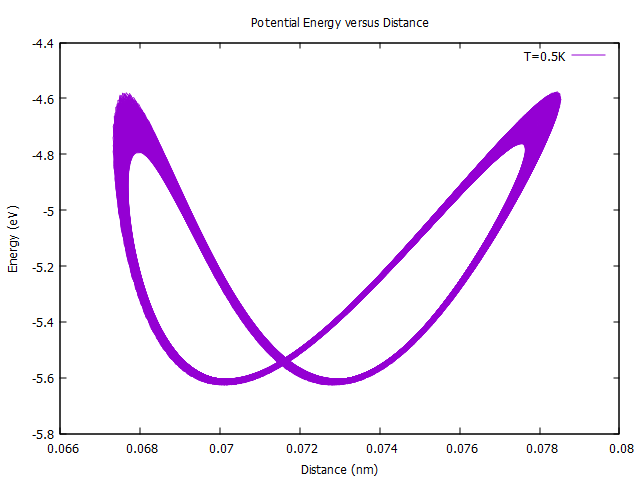 Potential Energy versus Distance
T=0.5K
-4.4
-4.6
-4.8
-5
-5.2
-5.4
-5.6
-5.8
Energy (eV)
0.066 0.068 0.07 0.072 0.074 0.076 0.078 0.08
Distance (nm)